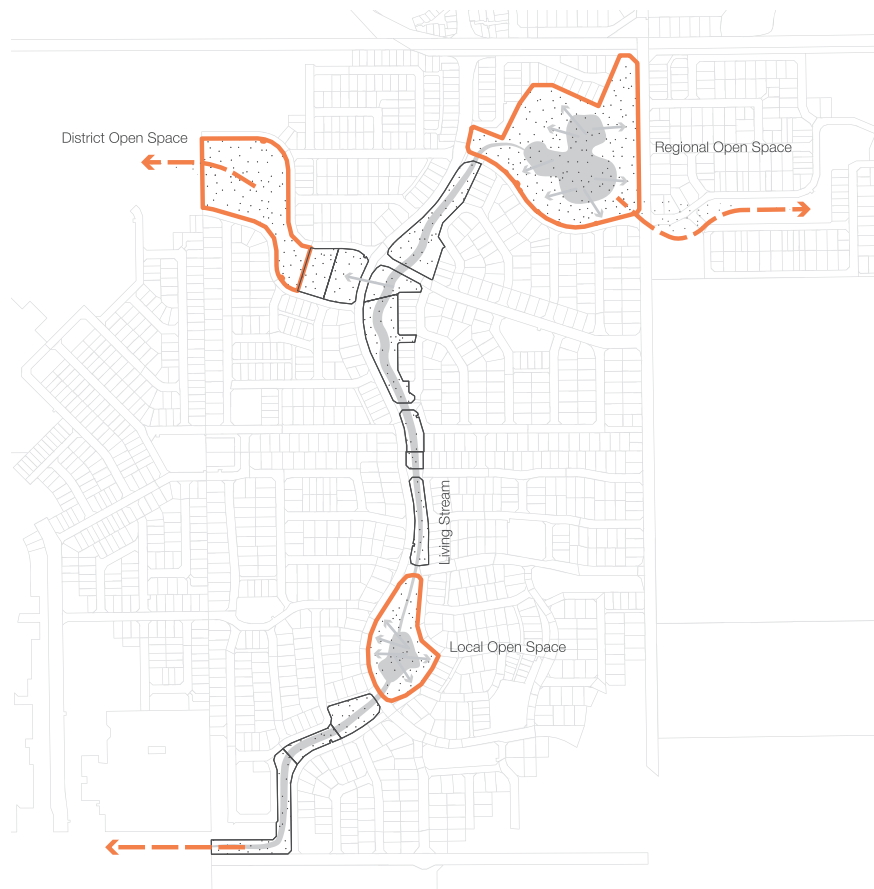 District Open Space
Regional Open Space
Living Stream
Local Open Space